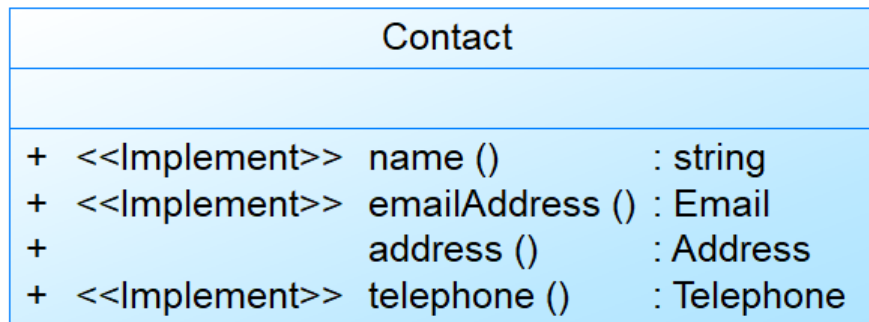 Contact
+ <<Implement>> name () : string
+ <<Implement>> emailAddress () : Email
+ address () : Address
+ <<Implement>> telephone () : Telephone